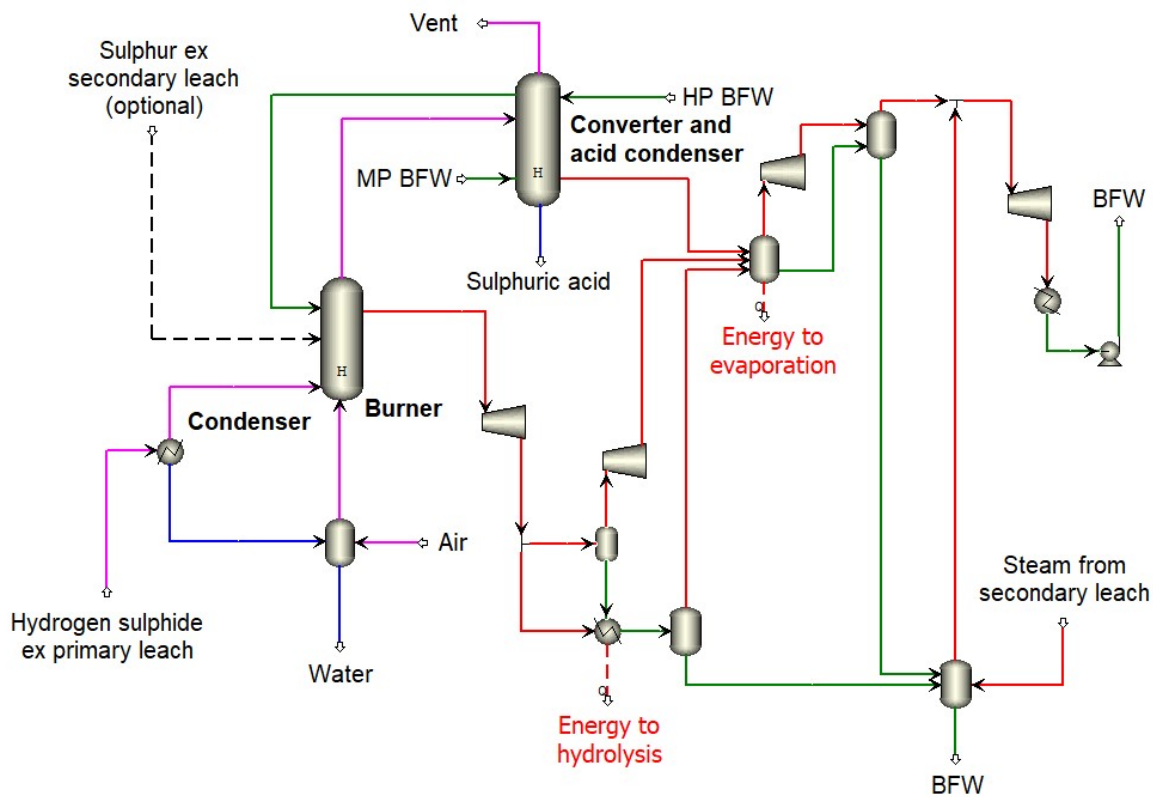 Vent
Sulphur ex
secondary leach
(optional)
HP BFW
Converter and
acid condenser
MP BFW
H
BFW
Sulphuric acid
Q
Energy to
evaporation
H
Condenser
Burner
Air
Steam from
secondary leach
Hydrogen sulphide
ex primary leach
Water
Q
Energy to
hydrolysis
BFW